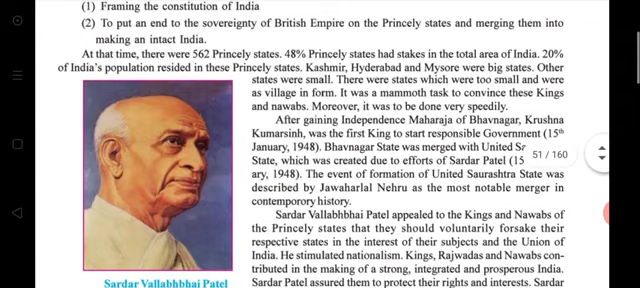 (1) Framing the constitution of India
(2) To put an end to the sovereignty of British Empire on the Princely states and merging them into
making an intact India.
At that time, there were 562 Princely states. 48% Princely states had stakes in the total area of India. 20%
of India's population resided in these Princely states. Kashmir, Hyderabad and Mysore were big states. Other
states were small. There were states which were too small and were
as village in form. It was a mammoth task to convince these Kings
and nawabs. Moreover, it was to be done very speedily.
After gaining Independence Maharaja of Bhavnagar, Krushna
Kumarsinh, was the first King to start responsible Government (15th
January, 1948). Bhavnagar State was merged with United
State, which was created due to efforts of Sardar Patel (15
51 / 160
ary, 1948). The event of formation of United Saurashtra State was
described by Jawaharlal Nehru as the most notable merger in
contemporory history.
Sardar Vallabhbhai Patel appealed to the Kings and Nawabs of
the Princely states that they should voluntarily forsake their
respective states in the interest of their subjects and the Union of
India. He stimulated nationalism. Kings, Rajwadas and Nawabs con-
tributed in the making of a strong, integrated and prosperous India.
Sardar Patel assured them to protect their rights and interests. Sardar
Sardar Vallabhbhai Patel